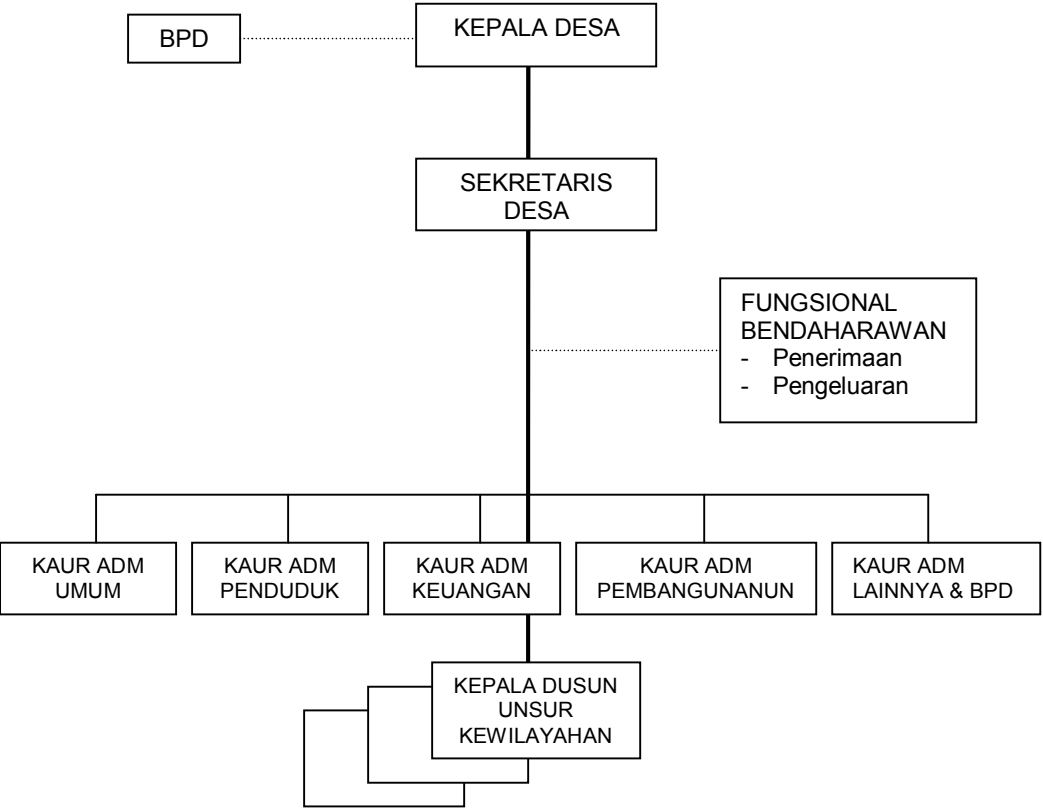 BPD
KEPALA DESA
SEKRETARIS
DESA
FUNGSIONAL
BENDAHARAWAN
- Penerimaan
- Pengeluaran
KAUR ADM
UMUM
KAUR ADM
PENDUDUK
KAUR ADM
KEUANGAN
KAUR ADM
PEMBANGUNANUN
KAUR ADM
LAINNYA & BPD
KEPALA DUSUN
UNSUR
KEWILAYAHAN